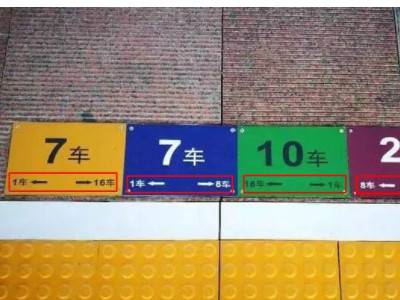 7车
1车 ← → 16车
7车
1车 ← → 8车
10车
16车 ← → 1车
2
8车 ←